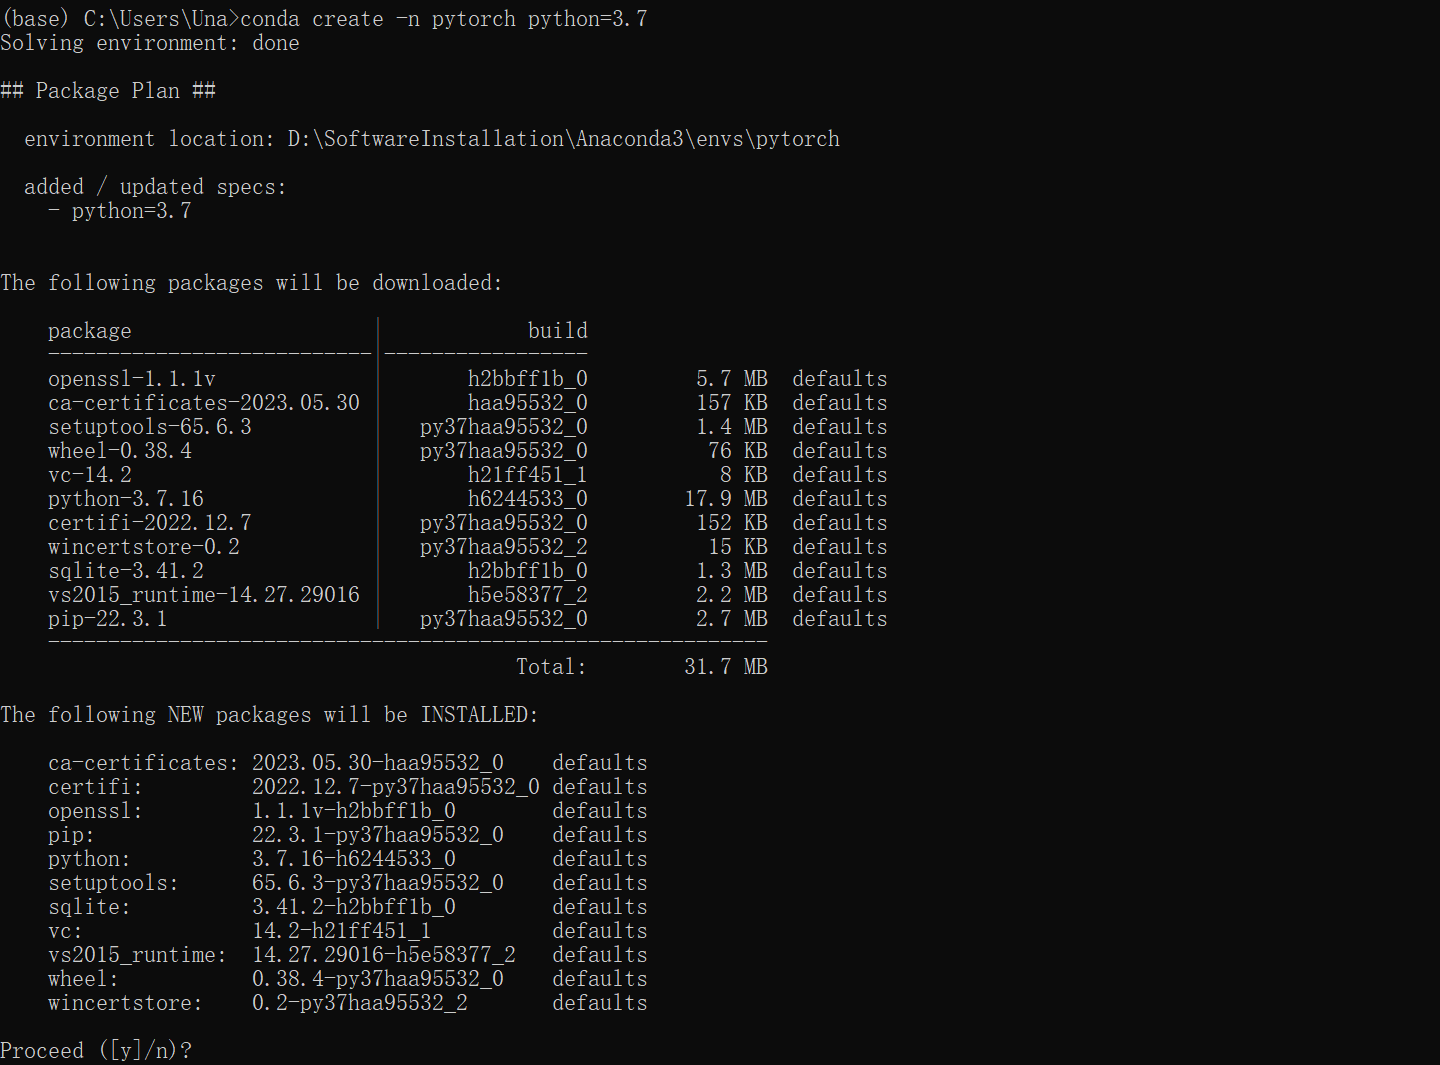 (base) C:\Users\Una>conda create -n pytorch python=3.7
Solving environment: done
## Package Plan ##
environment location: D:\SoftwareInstallation\Anaconda3\envs\pytorch
added / updated specs:
- python=3.7
The following packages will be downloaded:
package | build
---------------------------|-----------------
openssl-1.1.1v | h2bbff1b_0 5.7 MB defaults
ca-certificates-2023.05.30 | haa95532_0 157 KB defaults
setuptools-65.6.3 | py37haa95532_0 1.4 MB defaults
wheel-0.38.4 | py37haa95532_0 76 KB defaults
vc-14.2 | h21ff451_1 8 KB defaults
python-3.7.16 | h6244533_0 17.9 MB defaults
certifi-2022.12.7 | py37haa95532_0 152 KB defaults
wincertstore-0.2 | py37haa95532_2 15 KB defaults
sqlite-3.41.2 | h2bbff1b_0 1.3 MB defaults
vs2015_runtime-14.27.29016 | h5e58377_2 2.2 MB defaults
pip-22.3.1 | py37haa95532_0 2.7 MB defaults
------------------------------------------------------------
Total: 31.7 MB
The following NEW packages will be INSTALLED:
ca-certificates: 2023.05.30-haa95532_0 defaults
certifi: 2022.12.7-py37haa95532_0 defaults
openssl: 1.1.1v-h2bbff1b_0 defaults
pip: 22.3.1-py37haa95532_0 defaults
python: 3.7.16-h6244533_0 defaults
setuptools: 65.6.3-py37haa95532_0 defaults
sqlite: 3.41.2-h2bbff1b_0 defaults
vc: 14.2-h21ff451_1 defaults
vs2015_runtime: 14.27.29016-h5e58377_2 defaults
wheel: 0.38.4-py37haa95532_0 defaults
wincertstore: 0.2-py37haa95532_2 defaults
Proceed ([y]/n)?